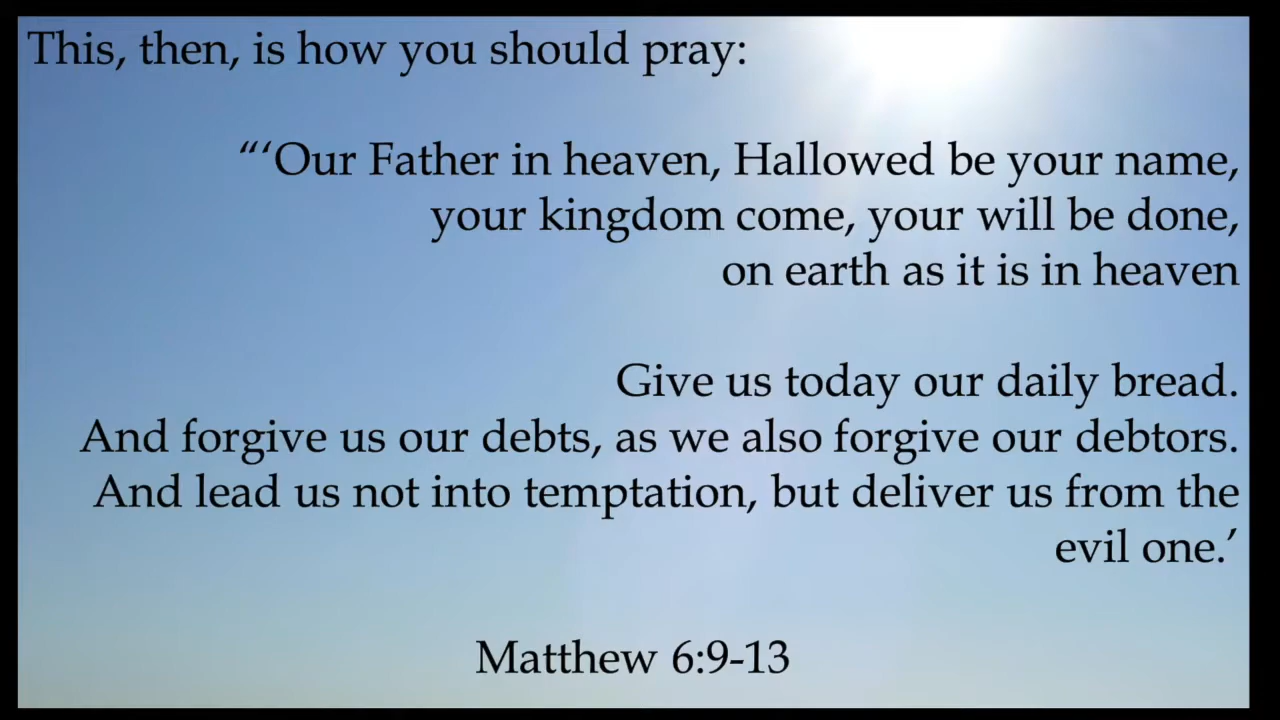 This, then, is how you should pray:
“‘Our Father in heaven, Hallowed be your name,
your kingdom come, your will be done,
on earth as it is in heaven
Give us today our daily bread.
And forgive us our debts, as we also forgive our debtors.
And lead us not into temptation, but deliver us from the
evil one.’
Matthew 6:9-13